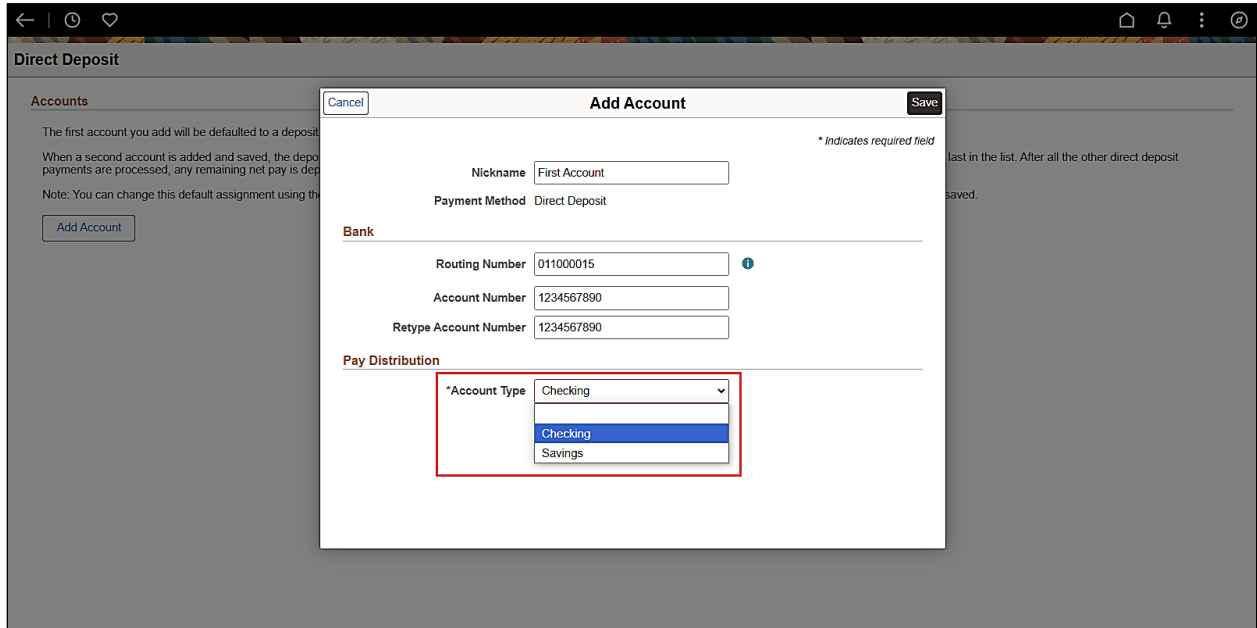 Direct Deposit
Accounts
The first account you add will be defaulted to a deposit
When a second account is added and saved, the depo
last in the list. After all the other direct deposit
payments are processed, any remaining net pay is dep
Note: You can change this default assignment using the
saved.
Add Account
Cancel
Add Account
Save
* Indicates required field
Nickname First Account
Payment Method Direct Deposit
Bank
Routing Number 011000015
Account Number 1234567890
Retype Account Number 1234567890
Pay Distribution
*Account Type Checking
Checking
Savings